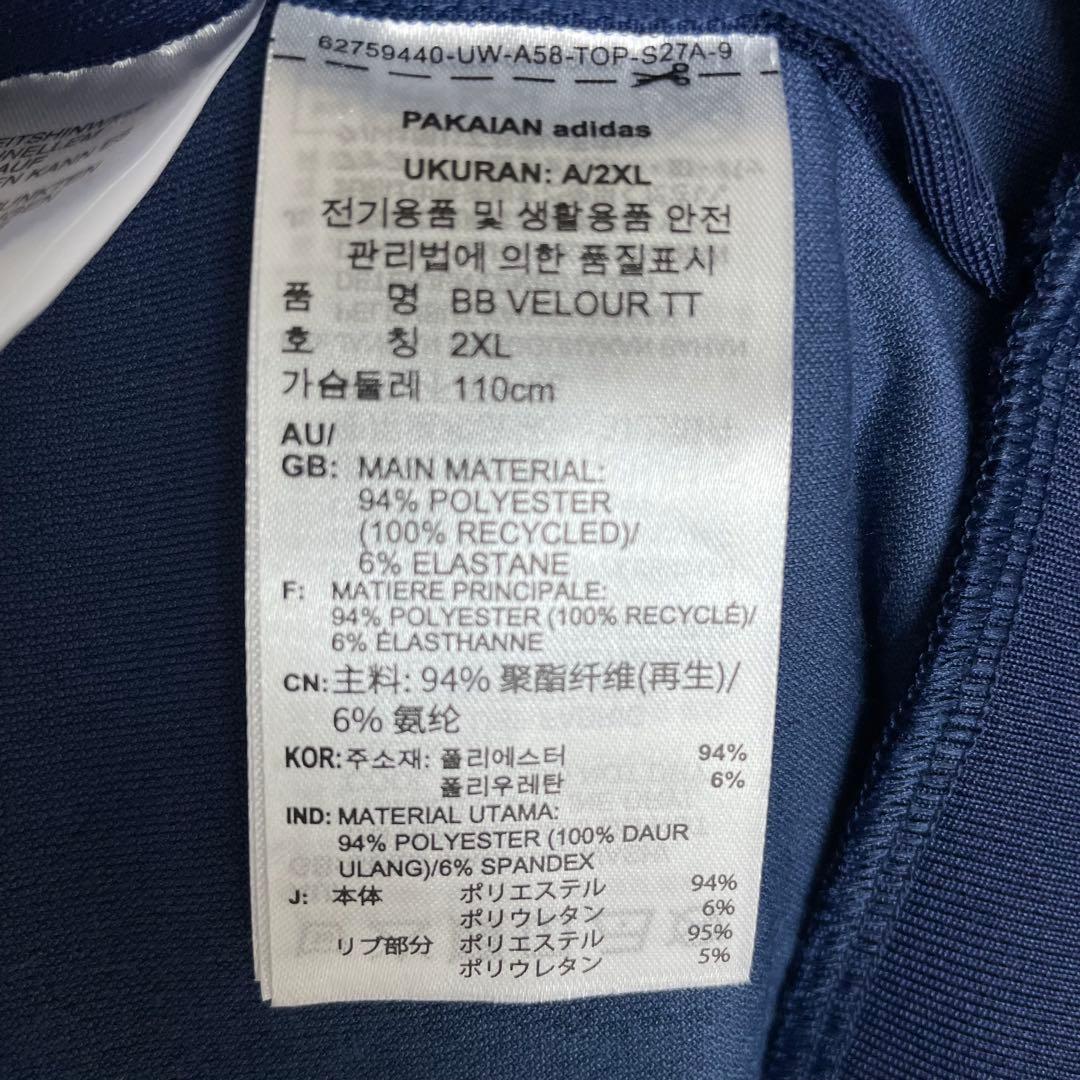 62759440-UW-A58-TOP-S27A-9
PAKAIAN adidas
UKURAN: A/2XL
전기용품 및 생활용품 안전
관리법에 의한 품질표시
품 명 BB VELOUR TT
호 칭 2XL
가슴둘레 110cm
AU/
GB: MAIN MATERIAL:
94% POLYESTER
(100% RECYCLED)/
6% ELASTANE
F: MATIERE PRINCIPALE:
94% POLYESTER (100% RECYCLÉ)/
6% ÉLASTHANNE
CN: 主料: 94% 聚酯纤维(再生)/
6% 氨纶
KOR: 주소재: 폴리에스터 94%
폴리우레탄 6%
IND: MATERIAL UTAMA:
94% POLYESTER (100% DAUR
ULANG)/6% SPANDEX
J: 本体 ポリエステル 94%
ポリウレタン 6%
リブ部分 ポリエステル 95%
ポリウレタン 5%